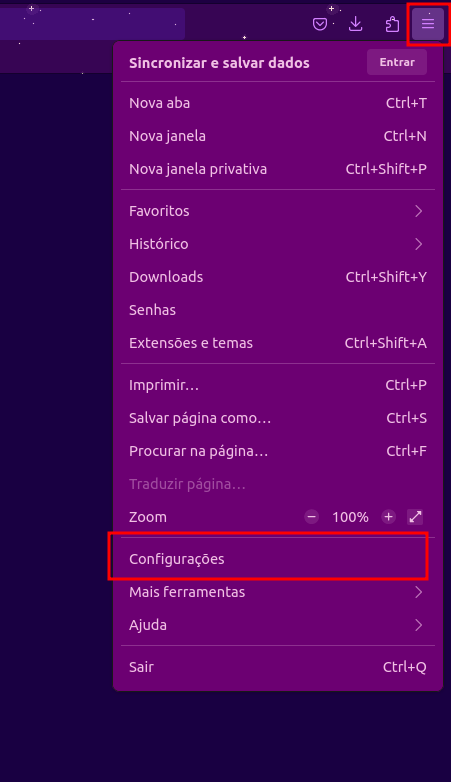 Sincronizar e salvar dados Entrar
Nova aba Ctrl+T
Nova janela Ctrl+N
Nova janela privativa Ctrl+Shift+P
Favoritos
Histórico
Downloads Ctrl+Shift+Y
Senhas
Extensões e temas Ctrl+Shift+A
Imprimir… Ctrl+P
Salvar página como… Ctrl+S
Procurar na página… Ctrl+F
Traduzir página…
Zoom − 100% +
Configurações
Mais ferramentas
Ajuda
Sair Ctrl+Q